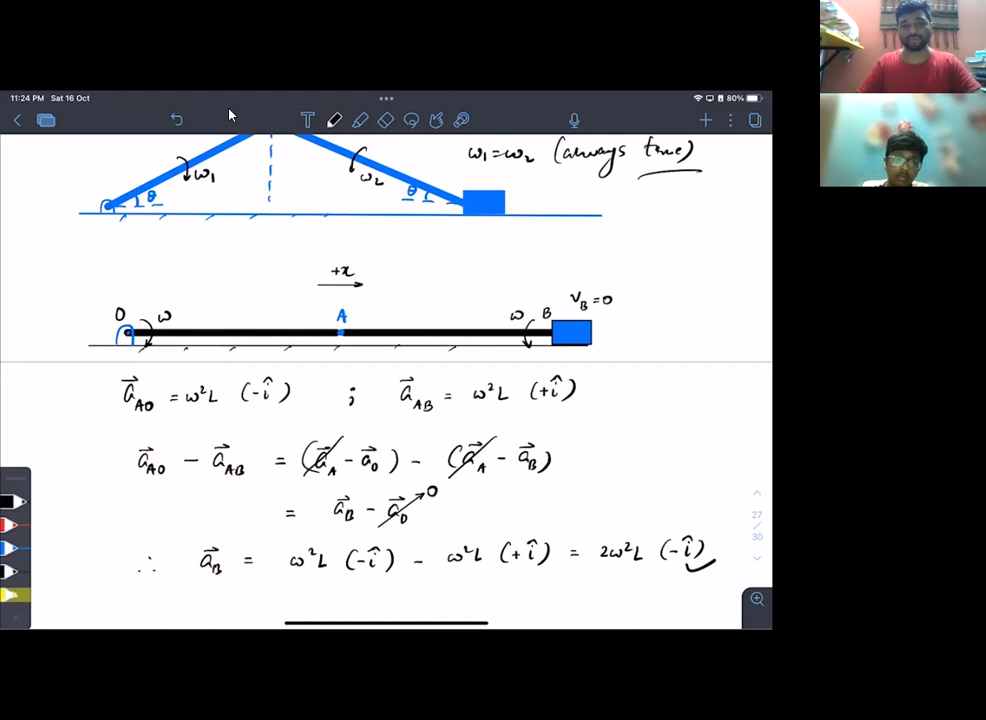 11:24 PM Sat 16 Oct
80%
T
ω₁=ω₂ (always true)
ω₁ ω₂
θ θ
+x
O ω A ω B v_B=0
a⃗_AO = ω²L (-î) ; a⃗_AB = ω²L (+î)
a⃗_AO - a⃗_AB = (a⃗_A - a⃗_O) - (a⃗_A - a⃗_B)
= a⃗_B - a⃗_O → 0
∴ a⃗_B = ω²L (-î) - ω²L (+î) = 2ω²L (-î)
27
/
30